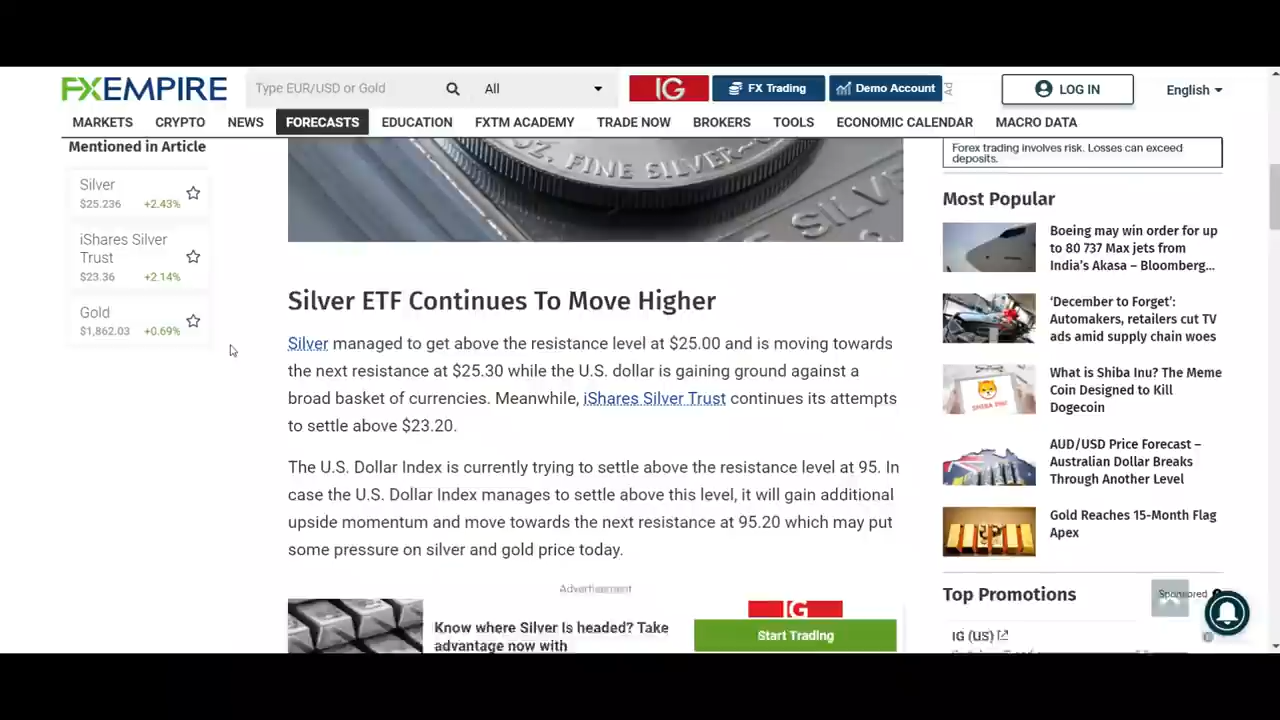 FXEMPIRE
Type EUR/USD or Gold
All
IG
FX Trading
Demo Account
Ad
LOG IN
English
MARKETS CRYPTO NEWS FORECASTS EDUCATION FXTM ACADEMY TRADE NOW BROKERS TOOLS ECONOMIC CALENDAR MACRO DATA
Mentioned in Article
Silver
$25.236 +2.43%
iShares Silver
Trust
$23.36 +2.14%
Gold
$1,862.03 +0.69%
OZ. FINE SILVER
SILV
Silver ETF Continues To Move Higher
Silver managed to get above the resistance level at $25.00 and is moving towards
the next resistance at $25.30 while the U.S. dollar is gaining ground against a
broad basket of currencies. Meanwhile, iShares Silver Trust continues its attempts
to settle above $23.20.
The U.S. Dollar Index is currently trying to settle above the resistance level at 95. In
case the U.S. Dollar Index manages to settle above this level, it will gain additional
upside momentum and move towards the next resistance at 95.20 which may put
some pressure on silver and gold price today.
Advertisement
Know where Silver Is headed? Take
advantage now with
IG
Start Trading
Forex trading involves risk. Losses can exceed
deposits.
Most Popular
Boeing may win order for up
to 80 737 Max jets from
India's Akasa – Bloomberg...
'December to Forget':
Automakers, retailers cut TV
ads amid supply chain woes
What is Shiba Inu? The Meme
Coin Designed to Kill
Dogecoin
SHIBA INU
AUD/USD Price Forecast –
Australian Dollar Breaks
Through Another Level
Gold Reaches 15-Month Flag
Apex
Top Promotions
Sponsored
IG (US)